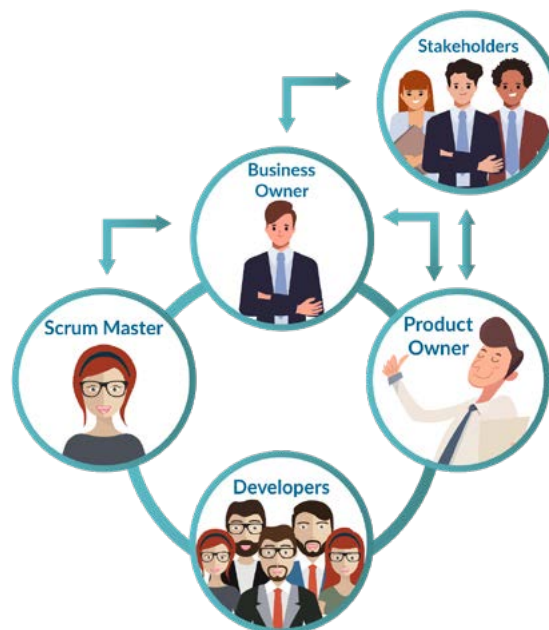 Stakeholders
Business
Owner
Scrum Master
Product
Owner
Developers